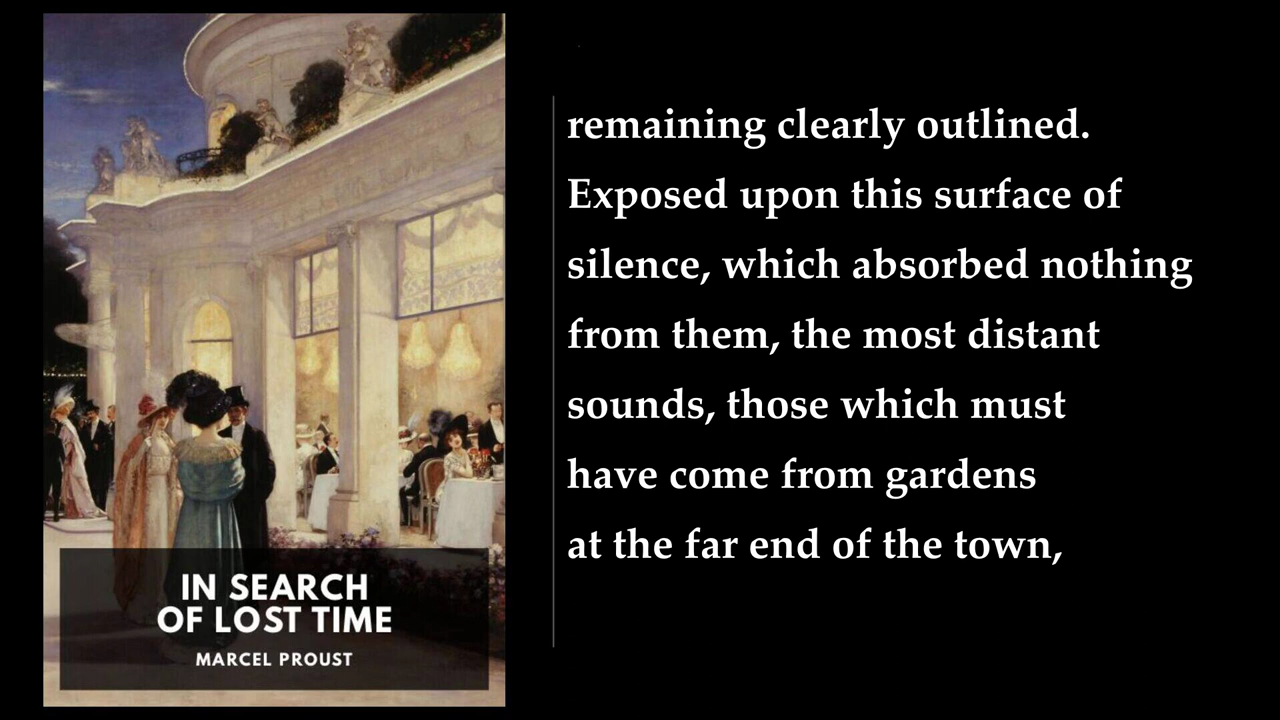 IN SEARCH
OF LOST TIME
MARCEL PROUST
remaining clearly outlined.
Exposed upon this surface of
silence, which absorbed nothing
from them, the most distant
sounds, those which must
have come from gardens
at the far end of the town,